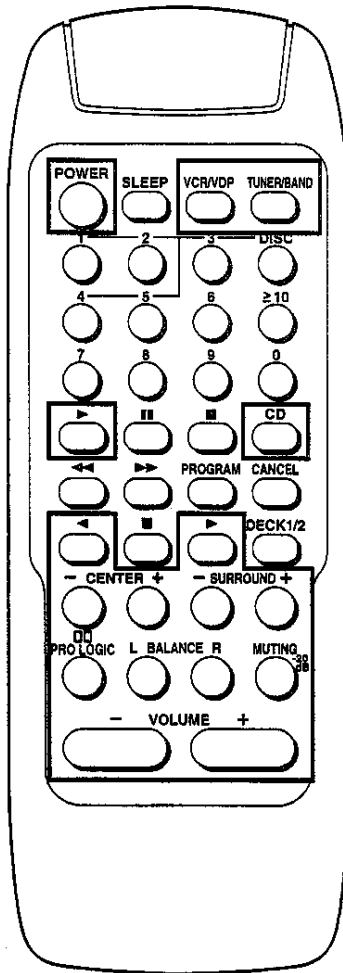 POWER SLEEP VCR/VDP TUNER/BAND
1 2 3 DISC
4 5 6 ≥10
7 8 9 0
CD
PROGRAM CANCEL
DECK1/2
− CENTER + − SURROUND +
PRO LOGIC L BALANCE R MUTING -20 dB
− VOLUME +